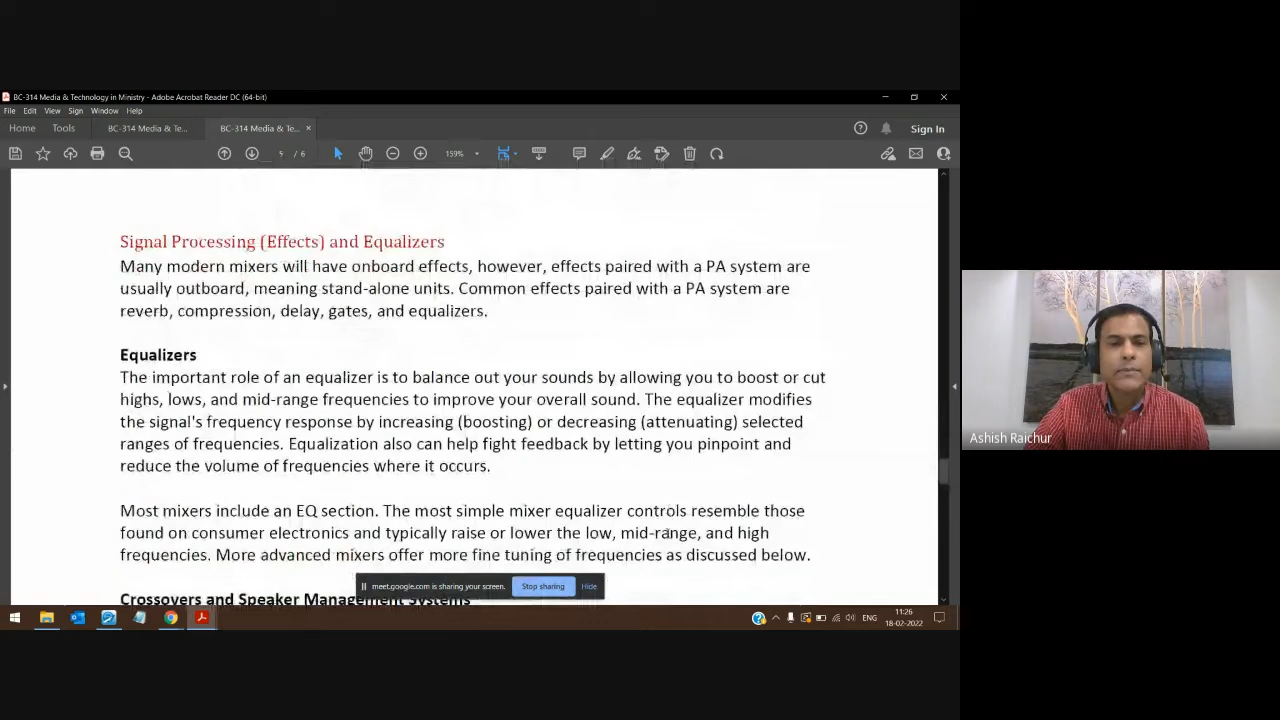 BC-314 Media & Technology in Ministry - Adobe Acrobat Reader DC (64-bit)
File Edit View Sign Window Help
Home Tools BC-314 Media & Te... BC-314 Media & Te... × Sign In
5 / 6 159%
Signal Processing (Effects) and Equalizers
Many modern mixers will have onboard effects, however, effects paired with a PA system are
usually outboard, meaning stand-alone units. Common effects paired with a PA system are
reverb, compression, delay, gates, and equalizers.
Equalizers
The important role of an equalizer is to balance out your sounds by allowing you to boost or cut
highs, lows, and mid-range frequencies to improve your overall sound. The equalizer modifies
the signal's frequency response by increasing (boosting) or decreasing (attenuating) selected
ranges of frequencies. Equalization also can help fight feedback by letting you pinpoint and
reduce the volume of frequencies where it occurs.
Most mixers include an EQ section. The most simple mixer equalizer controls resemble those
found on consumer electronics and typically raise or lower the low, mid-range, and high
frequencies. More advanced mixers offer more fine tuning of frequencies as discussed below.
meet.google.com is sharing your screen. Stop sharing Hide
Crossovers and Speaker Management Systems
ENG 11:26
18-02-2022
Ashish Raichur